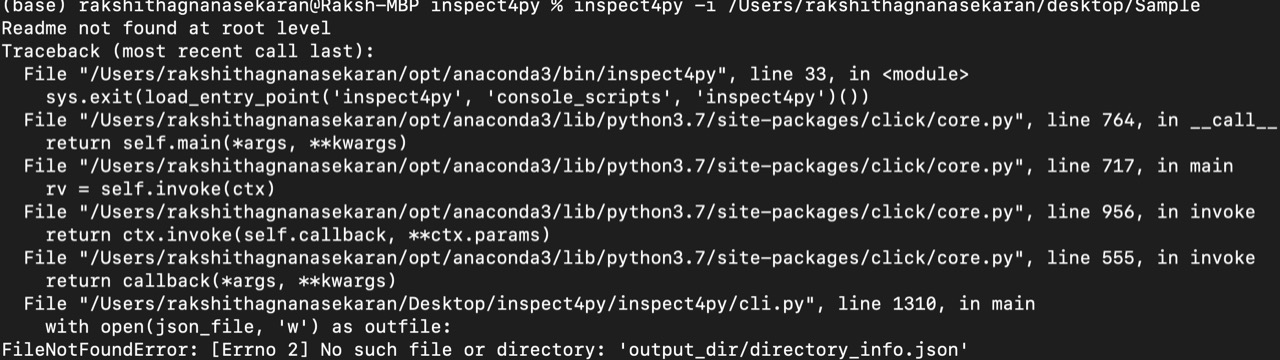 (base) rakshithagnanasekaran@Raksh-MBP inspect4py % inspect4py -i /Users/rakshithagnanasekaran/desktop/Sample
Readme not found at root level
Traceback (most recent call last):
  File "/Users/rakshithagnanasekaran/opt/anaconda3/bin/inspect4py", line 33, in <module>
    sys.exit(load_entry_point('inspect4py', 'console_scripts', 'inspect4py')())
  File "/Users/rakshithagnanasekaran/opt/anaconda3/lib/python3.7/site-packages/click/core.py", line 764, in __call__
    return self.main(*args, **kwargs)
  File "/Users/rakshithagnanasekaran/opt/anaconda3/lib/python3.7/site-packages/click/core.py", line 717, in main
    rv = self.invoke(ctx)
  File "/Users/rakshithagnanasekaran/opt/anaconda3/lib/python3.7/site-packages/click/core.py", line 956, in invoke
    return ctx.invoke(self.callback, **ctx.params)
  File "/Users/rakshithagnanasekaran/opt/anaconda3/lib/python3.7/site-packages/click/core.py", line 555, in invoke
    return callback(*args, **kwargs)
  File "/Users/rakshithagnanasekaran/Desktop/inspect4py/inspect4py/cli.py", line 1310, in main
    with open(json_file, 'w') as outfile:
FileNotFoundError: [Errno 2] No such file or directory: 'output_dir/directory_info.json'